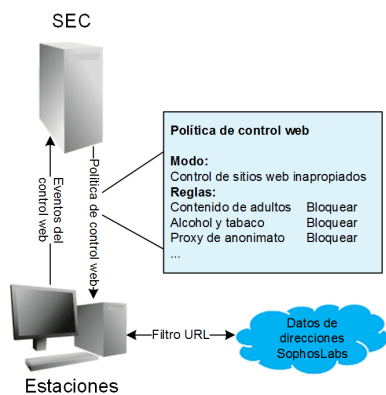 SEC
Política de control web
Modo:
Control de sitios web inapropiados
Reglas:
Contenido de adultos Bloquear
Alcohol y tabaco Bloquear
Proxy de anonimato Bloquear
...
Eventos del
control web
Política de
control web
Filtro URL
Datos de
direcciones
SophosLabs
Estaciones